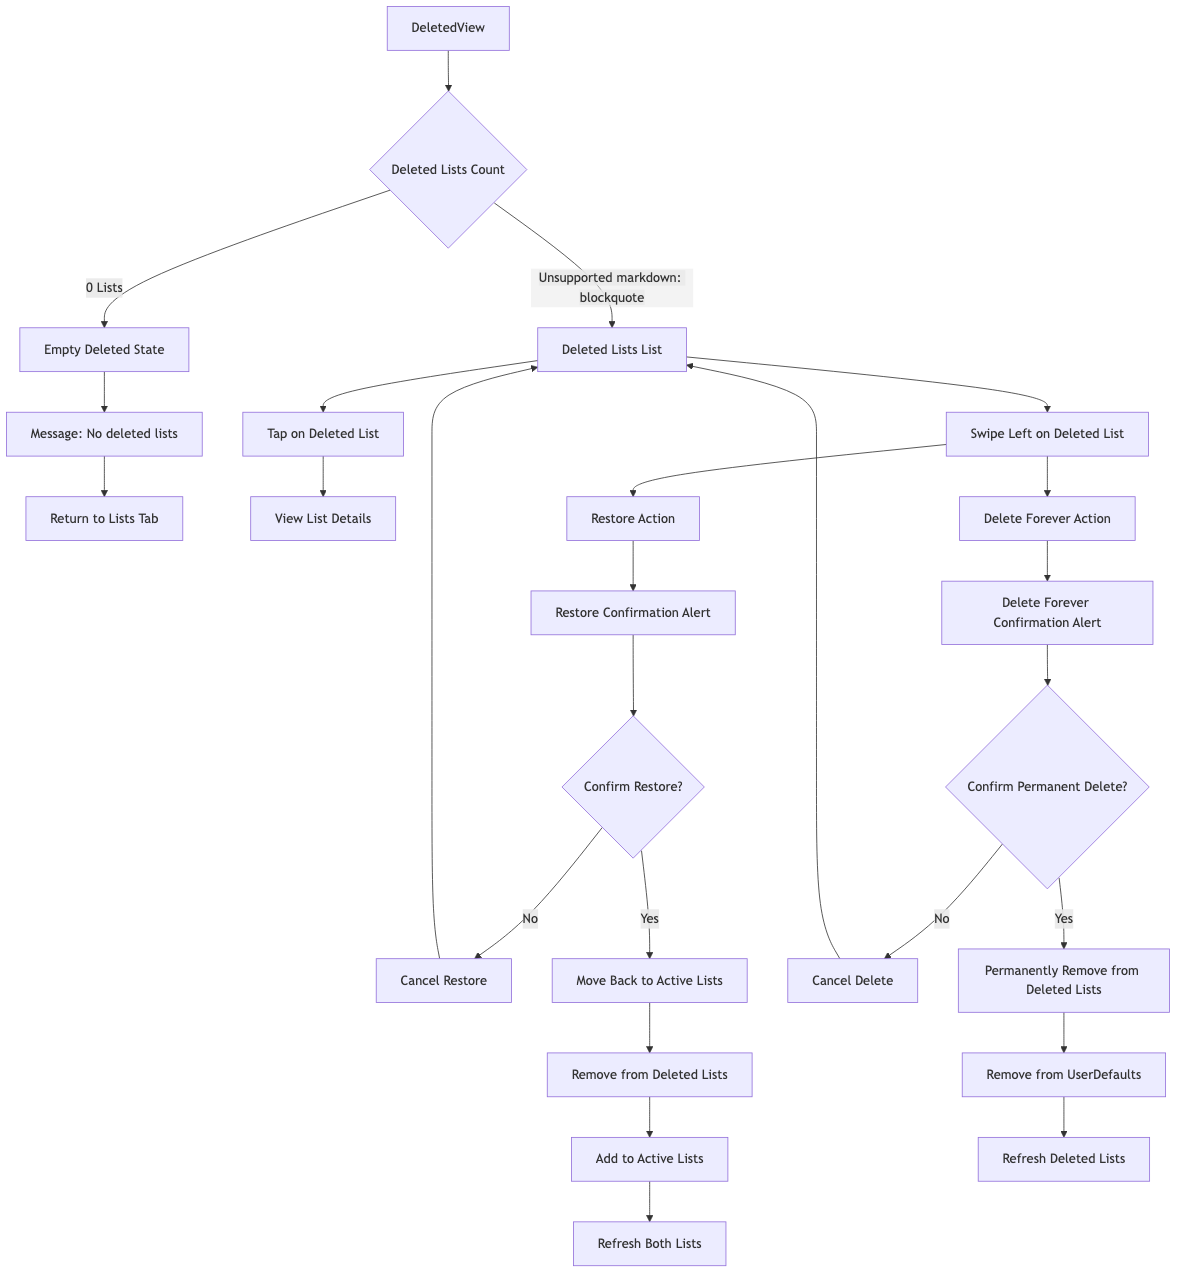 DeletedView
Deleted Lists Count
0 Lists
Unsupported markdown:
blockquote
Empty Deleted State
Deleted Lists List
Message: No deleted lists
Tap on Deleted List
Swipe Left on Deleted List
Return to Lists Tab
View List Details
Restore Action
Delete Forever Action
Restore Confirmation Alert
Delete Forever
Confirmation Alert
Confirm Restore?
Confirm Permanent Delete?
No
Yes
No
Yes
Cancel Restore
Move Back to Active Lists
Cancel Delete
Permanently Remove from
Deleted Lists
Remove from Deleted Lists
Remove from UserDefaults
Add to Active Lists
Refresh Deleted Lists
Refresh Both Lists